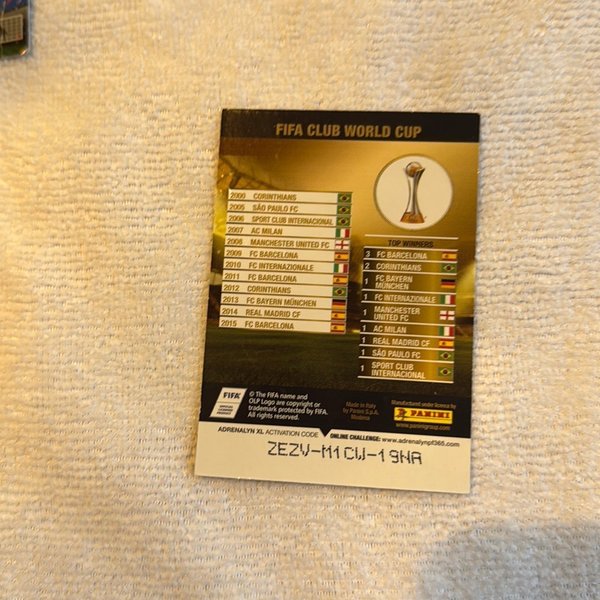 FIFA CLUB WORLD CUP
2000 CORINTHIANS
2005 SÃO PAULO FC
2006 SPORT CLUB INTERNACIONAL
2007 AC MILAN
2008 MANCHESTER UNITED FC
2009 FC BARCELONA
2010 FC INTERNAZIONALE
2011 FC BARCELONA
2012 CORINTHIANS
2013 FC BAYERN MÜNCHEN
2014 REAL MADRID CF
2015 FC BARCELONA
TOP WINNERS
3 FC BARCELONA
2 CORINTHIANS
1 FC BAYERN
MÜNCHEN
1 FC INTERNAZIONALE
1 MANCHESTER
UNITED FC
1 AC MILAN
1 REAL MADRID CF
1 SÃO PAULO FC
1 SPORT CLUB
INTERNACIONAL
FIFA
OFFICIAL
LICENSED
PRODUCT
© The FIFA name and
OLP Logo are copyright or
trademark protected by FIFA.
All rights reserved.
Made in Italy
by Panini S.p.A.
Modena
Manufactured under licence by
PANINI
www.paninigroup.com
ADRENALYN XL ACTIVATION CODE
ONLINE CHALLENGE: www.adrenalynpf365.com
ZEZV-M1CW-19NA